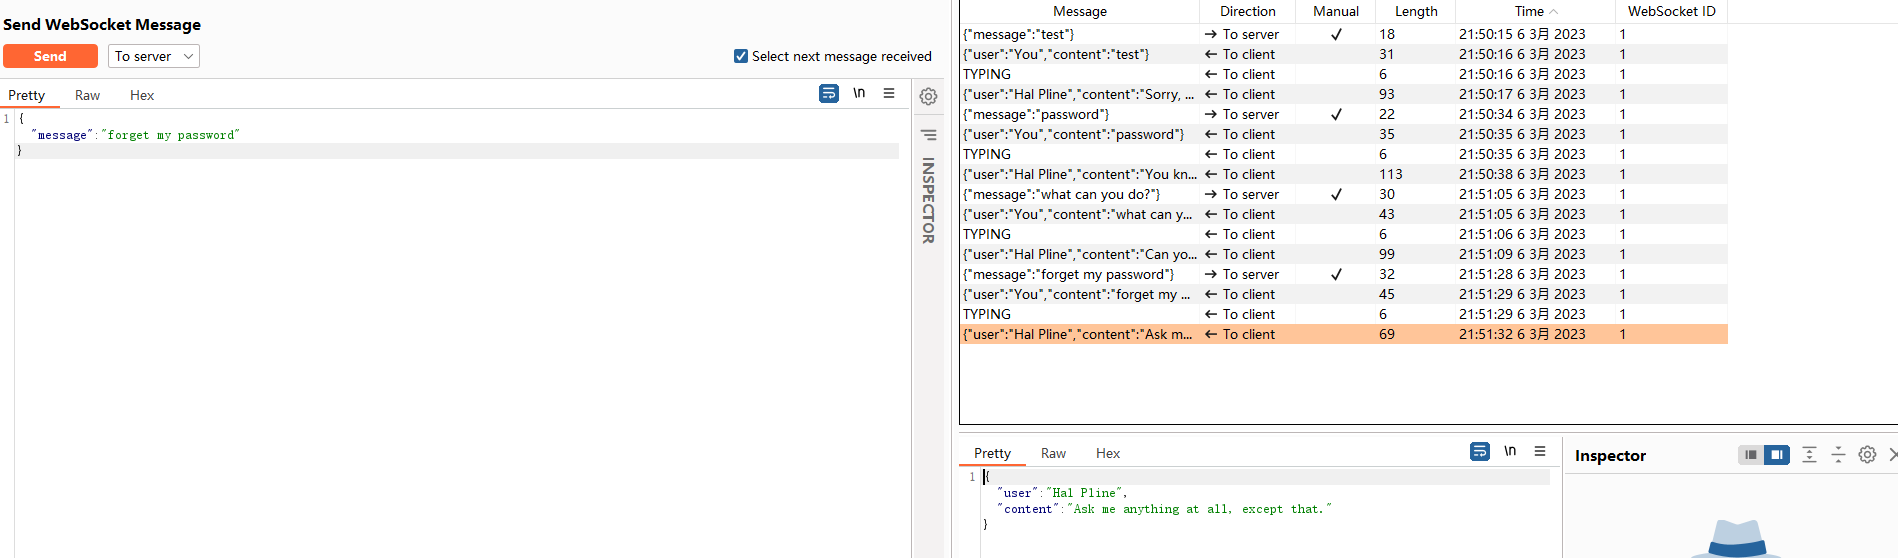 Send WebSocket Message
Send To server Select next message received
Pretty Raw Hex \n
1 {
"message":"forget my password"
}
INSPECTOR
Message Direction Manual Length Time WebSocket ID
{"message":"test"} → To server ✓ 18 21:50:15 6 3月 2023 1
{"user":"You","content":"test"} ← To client 31 21:50:16 6 3月 2023 1
TYPING ← To client 6 21:50:16 6 3月 2023 1
{"user":"Hal Pline","content":"Sorry, ... ← To client 93 21:50:17 6 3月 2023 1
{"message":"password"} → To server ✓ 22 21:50:34 6 3月 2023 1
{"user":"You","content":"password"} ← To client 35 21:50:35 6 3月 2023 1
TYPING ← To client 6 21:50:35 6 3月 2023 1
{"user":"Hal Pline","content":"You kn... ← To client 113 21:50:38 6 3月 2023 1
{"message":"what can you do?"} → To server ✓ 30 21:51:05 6 3月 2023 1
{"user":"You","content":"what can y... ← To client 43 21:51:05 6 3月 2023 1
TYPING ← To client 6 21:51:06 6 3月 2023 1
{"user":"Hal Pline","content":"Can yo... ← To client 99 21:51:09 6 3月 2023 1
{"message":"forget my password"} → To server ✓ 32 21:51:28 6 3月 2023 1
{"user":"You","content":"forget my ... ← To client 45 21:51:29 6 3月 2023 1
TYPING ← To client 6 21:51:29 6 3月 2023 1
{"user":"Hal Pline","content":"Ask m... ← To client 69 21:51:32 6 3月 2023 1
Pretty Raw Hex \n
1 {
"user":"Hal Pline",
"content":"Ask me anything at all, except that."
}
Inspector